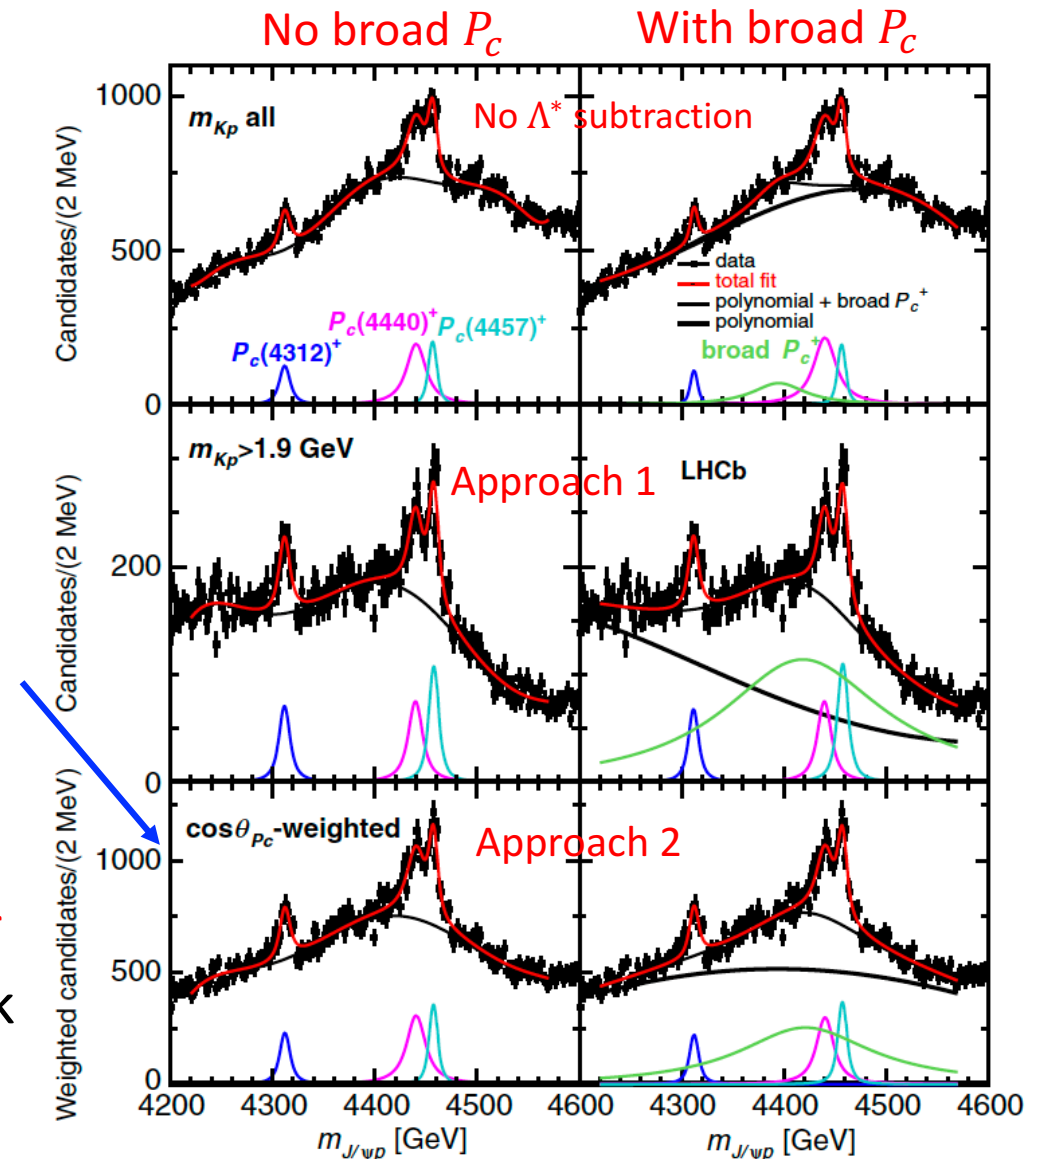 No broad P_c
With broad P_c
1000
500
0
Candidates/(2 MeV)
m_Kp all
No Λ* subtraction
data
total fit
polynomial + broad P_c^+
polynomial
broad P_c^+
P_c(4312)^+
P_c(4440)^+
P_c(4457)^+
200
0
Candidates/(2 MeV)
m_Kp>1.9 GeV
Approach 1
LHCb
1000
500
0
Weighted candidates/(2 MeV)
cosθ_Pc-weighted
Approach 2
k
4200 4300 4400 4500 4600 4300 4400 4500 4600
m_J/ψp [GeV]
m_J/ψp [GeV]